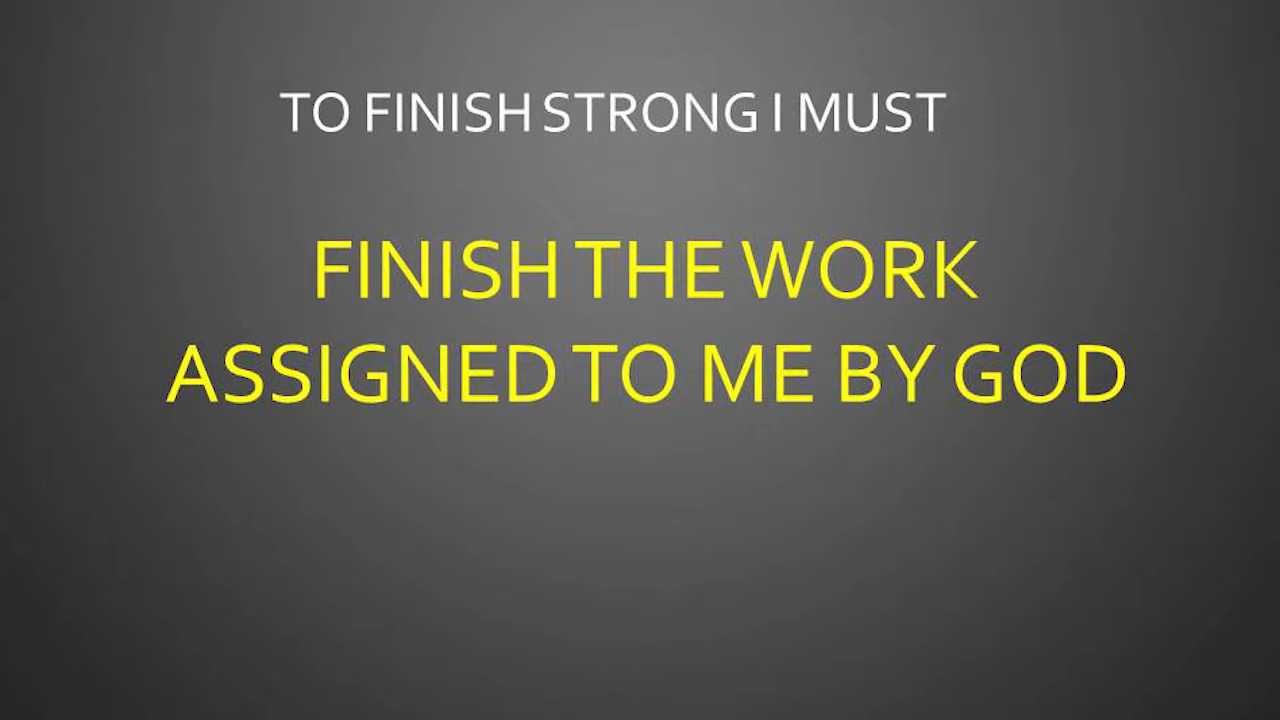 TO FINISH STRONG I MUST
FINISH THE WORK
ASSIGNED TO ME BY GOD